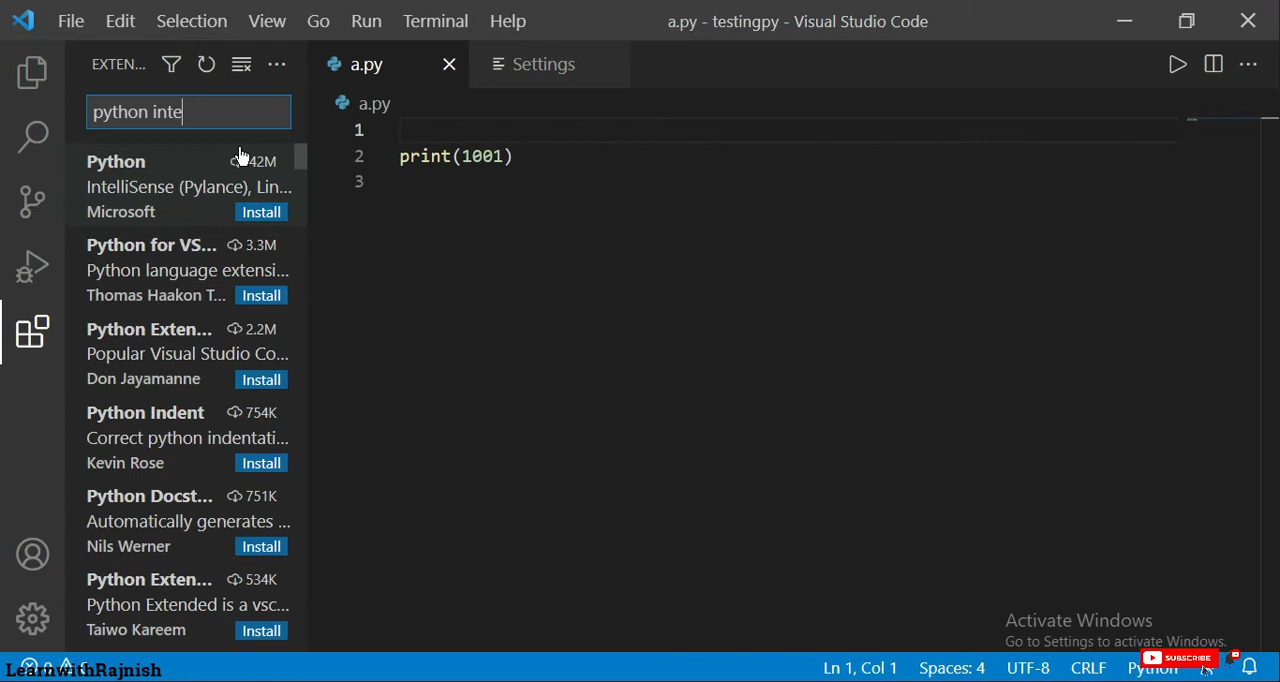 File Edit Selection View Go Run Terminal Help
a.py - testingpy - Visual Studio Code
EXTEN...
a.py
Settings
python inte
a.py
1
2 print(1001)
3
Python 42M
IntelliSense (Pylance), Lin...
Microsoft Install
Python for VS... 3.3M
Python language extensi...
Thomas Haakon T... Install
Python Exten... 2.2M
Popular Visual Studio Co...
Don Jayamanne Install
Python Indent 754K
Correct python indentati...
Kevin Rose Install
Python Docst... 751K
Automatically generates ...
Nils Werner Install
Python Exten... 534K
Python Extended is a vsc...
Taiwo Kareem Install
Activate Windows
Go to Settings to activate Windows.
SUBSCRIBE
LearnwithRajnish
Ln 1, Col 1 Spaces: 4 UTF-8 CRLF Python